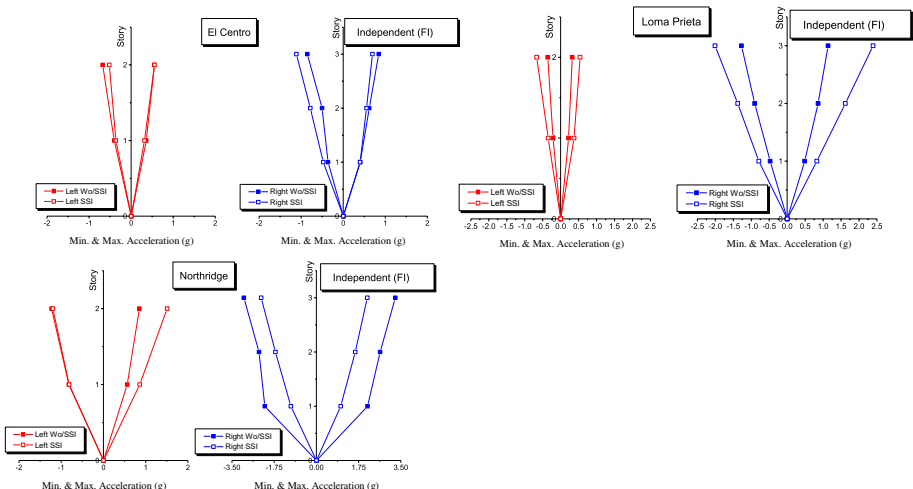 El Centro
Independent (FI)
Story
2
1
0
Left Wo/SSI
Left SSI
-2 -1 0 1 2
Min. & Max. Acceleration (g)
Story
3
2
1
0
Right Wo/SSI
Right SSI
-2 -1 0 1 2
Min. & Max. Acceleration (g)
Loma Prieta
Independent (FI)
Story
2
0
Left Wo/SSI
Left SSI
-2.5 -2.0 -1.5 -1.0 -0.5 0.0 0.5 1.0 1.5 2.0 2.5
Min. & Max. Acceleration (g)
Story
3
2
1
0
Right Wo/SSI
Right SSI
-2.5 -2.0 -1.5 -1.0 -0.5 0.0 0.5 1.0 1.5 2.0 2.5
Min. & Max. Acceleration (g)
Northridge
Independent (FI)
Story
2
1
0
Left Wo/SSI
Left SSI
-2 -1 0 1 2
Min. & Max. Acceleration (g)
Story
3
2
1
0
Right Wo/SSI
Right SSI
-3.50 -1.75 0.00 1.75 3.50
Min. & Max. Acceleration (g)